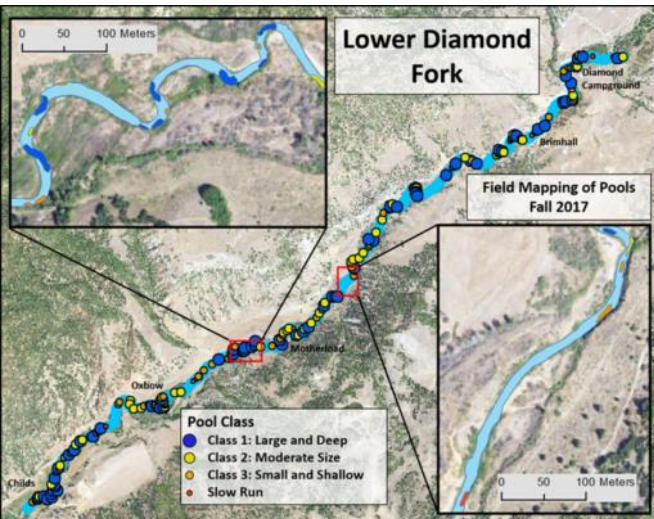 0 50 100 Meters
Lower Diamond
Fork
Diamond
Campground
Brimhall
Field Mapping of Pools
Fall 2017
Motherload
Oxbow
Pool Class
Class 1: Large and Deep
Class 2: Moderate Size
Class 3: Small and Shallow
Slow Run
Childs
0 50 100 Meters